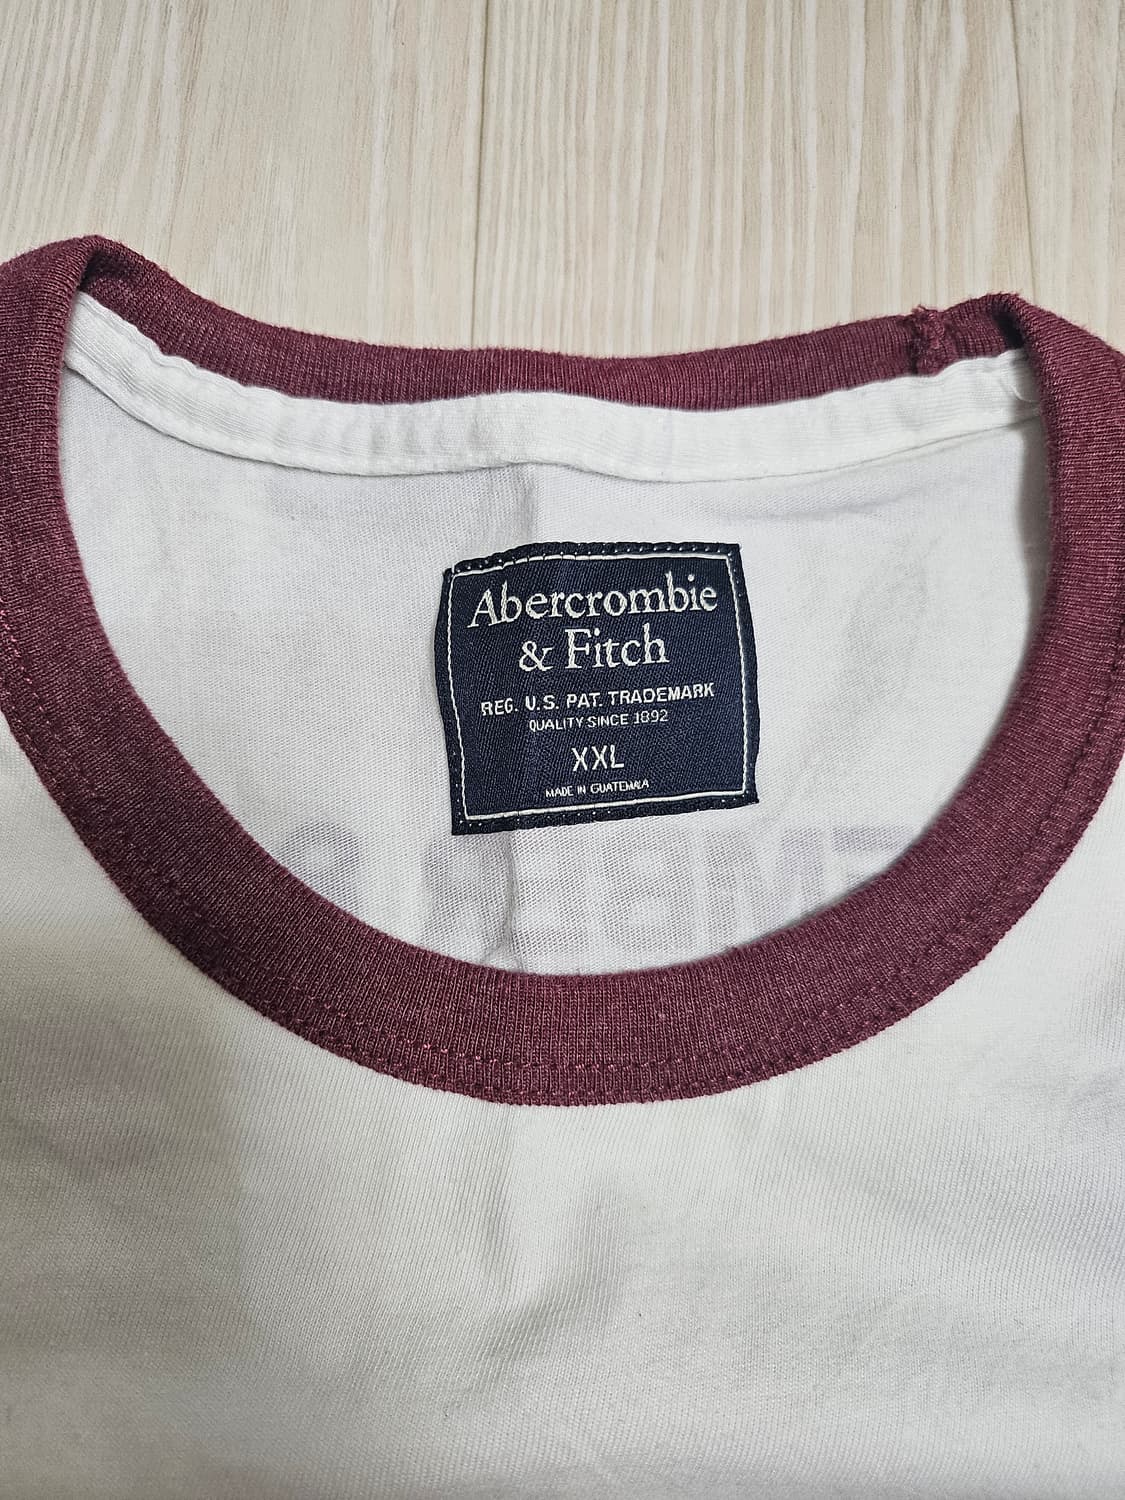 Abercrombie
& Fitch
REG. U.S. PAT. TRADEMARK
QUALITY SINCE 1892
XXL
MADE IN GUATEMALA